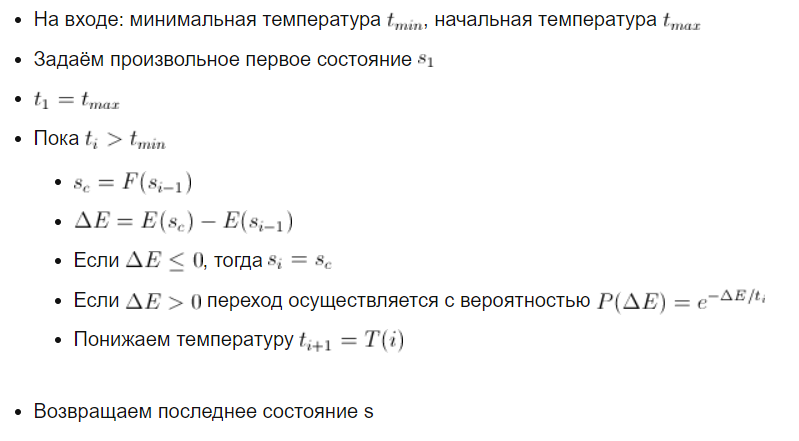 • На входе: минимальная температура $t_{min}$, начальная температура $t_{max}$
• Задаём произвольное первое состояние $s_1$
• $t_1 = t_{max}$
• Пока $t_i > t_{min}$
• $s_c = F(s_{i-1})$
• $\Delta E = E(s_c) - E(s_{i-1})$
• Если $\Delta E \leq 0$, тогда $s_i = s_c$
• Если $\Delta E > 0$ переход осуществляется с вероятностью $P(\Delta E) = e^{-\Delta E/t_i}$
• Понижаем температуру $t_{i+1} = T(i)$
• Возвращаем последнее состояние s